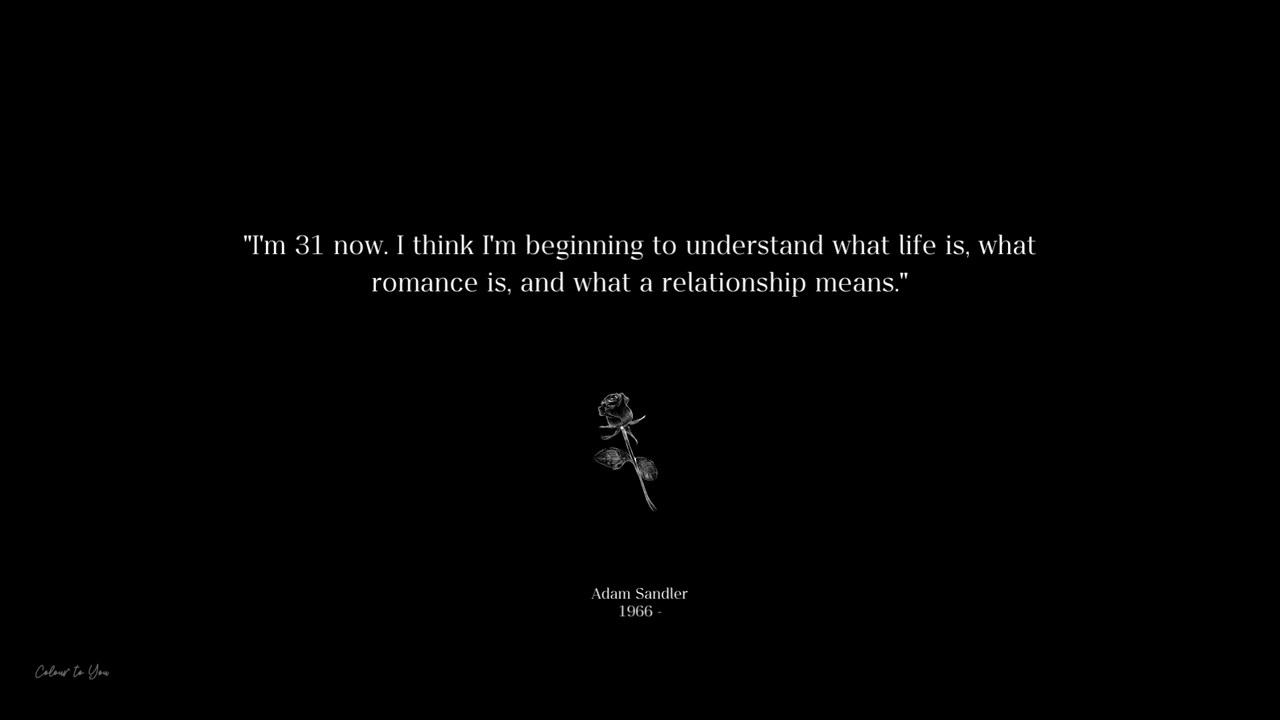 "I'm 31 now. I think I'm beginning to understand what life is, what
romance is, and what a relationship means."
Adam Sandler
1966 -
Colour to You